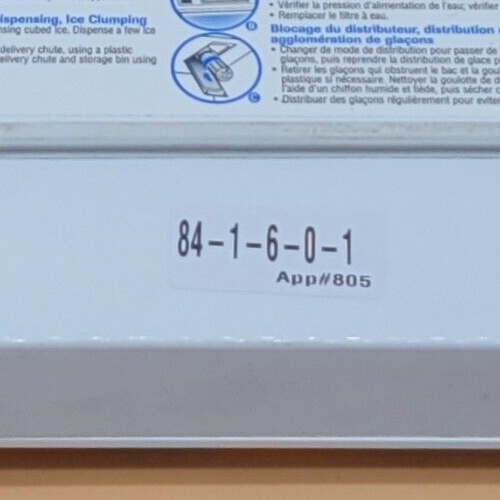 ispensing, Ice Clumping
nsing cubed ice. Dispense a few ice
delivery chute, using a plastic
elivery chute and storage bin using
B
C
• Vérifier la pression d'alimentation de l'eau, vérifier
• Remplacer le filtre à eau.
Blocage du distributeur, distribution
agglomération de glaçons
• Changer de mode de distribution pour passer de
glaçons, puis reprendre la distribution de glace p
• Retirer les glaçons qui obstruent le bac et la gou
plastique si nécessaire. Nettoyer la goulotte de d
l'aide d'un chiffon humide et tiède, puis sécher c
• Distribuer des glaçons régulièrement pour évite
84-1-6-0-1
App#805